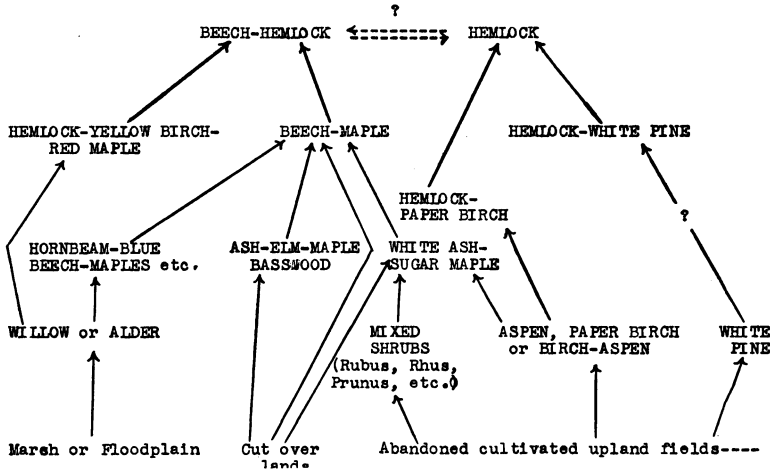 ?
BEECH-HEMLOCK
HEMLOCK
HEMLOCK-YELLOW BIRCH-
RED MAPLE
BEECH-MAPLE
HEMLOCK-WHITE PINE
HEMLOCK-
PAPER BIRCH
?
HORNBEAM-BLUE
BEECH-MAPLES etc.
ASH-ELM-MAPLE
BASSWOOD
WHITE ASH-
SUGAR MAPLE
WILLOW or ALDER
MIXED
SHRUBS
(Rubus, Rhus,
Prunus, etc.)
ASPEN, PAPER BIRCH
or BIRCH-ASPEN
WHITE
PINE
Marsh or Floodplain
Cut over
lands
Abandoned cultivated upland fields----